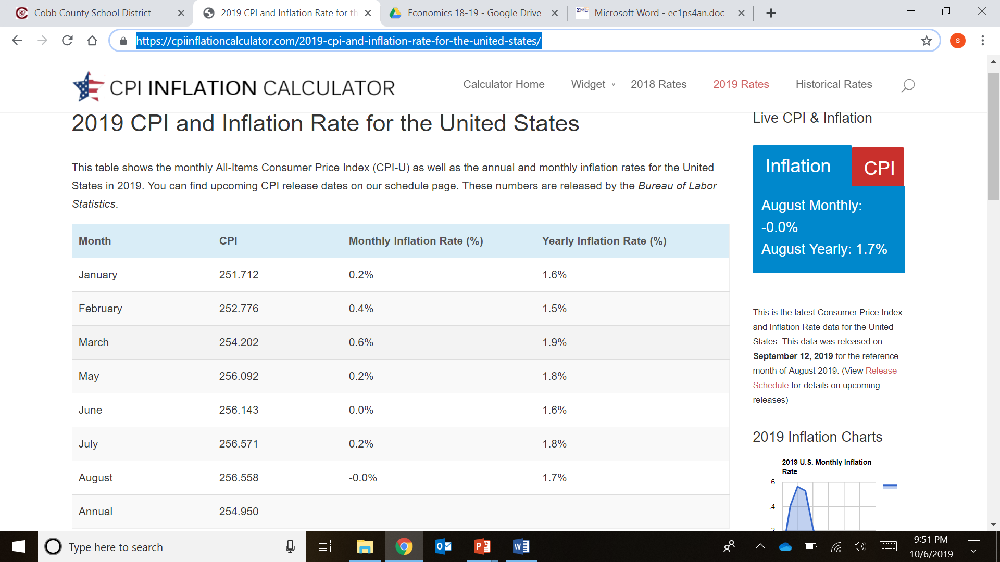 Cobb County School District
2019 CPI and Inflation Rate for th
Economics 18-19 - Google Drive
Microsoft Word - ec1ps4an.doc
https://cpiinflationcalculator.com/2019-cpi-and-inflation-rate-for-the-united-states/
S
CPI INFLATION CALCULATOR
Calculator Home
Widget
2018 Rates
2019 Rates
Historical Rates
2019 CPI and Inflation Rate for the United States
This table shows the monthly All-Items Consumer Price Index (CPI-U) as well as the annual and monthly inflation rates for the United
States in 2019. You can find upcoming CPI release dates on our schedule page. These numbers are released by the Bureau of Labor
Statistics.
Month CPI Monthly Inflation Rate (%) Yearly Inflation Rate (%)
January 251.712 0.2% 1.6%
February 252.776 0.4% 1.5%
March 254.202 0.6% 1.9%
May 256.092 0.2% 1.8%
June 256.143 0.0% 1.6%
July 256.571 0.2% 1.8%
August 256.558 -0.0% 1.7%
Annual 254.950
Live CPI & Inflation
Inflation
CPI
August Monthly:
-0.0%
August Yearly: 1.7%
This is the latest Consumer Price Index
and Inflation Rate data for the United
States. This data was released on
September 12, 2019 for the reference
month of August 2019. (View Release
Schedule for details on upcoming
releases)
2019 Inflation Charts
2019 U.S. Monthly Inflation
Rate
.6
.4
.2
Type here to search
9:51 PM
10/6/2019